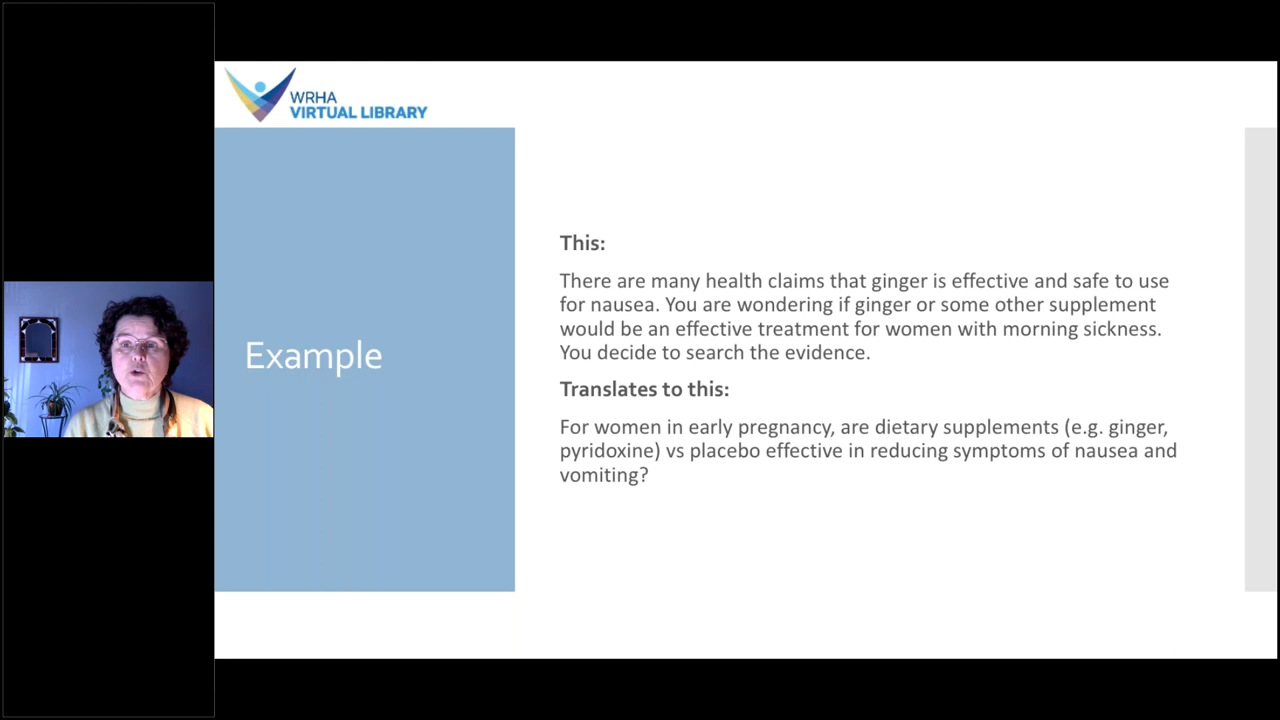 WRHA
VIRTUAL LIBRARY
Example
This:
There are many health claims that ginger is effective and safe to use
for nausea. You are wondering if ginger or some other supplement
would be an effective treatment for women with morning sickness.
You decide to search the evidence.
Translates to this:
For women in early pregnancy, are dietary supplements (e.g. ginger,
pyridoxine) vs placebo effective in reducing symptoms of nausea and
vomiting?